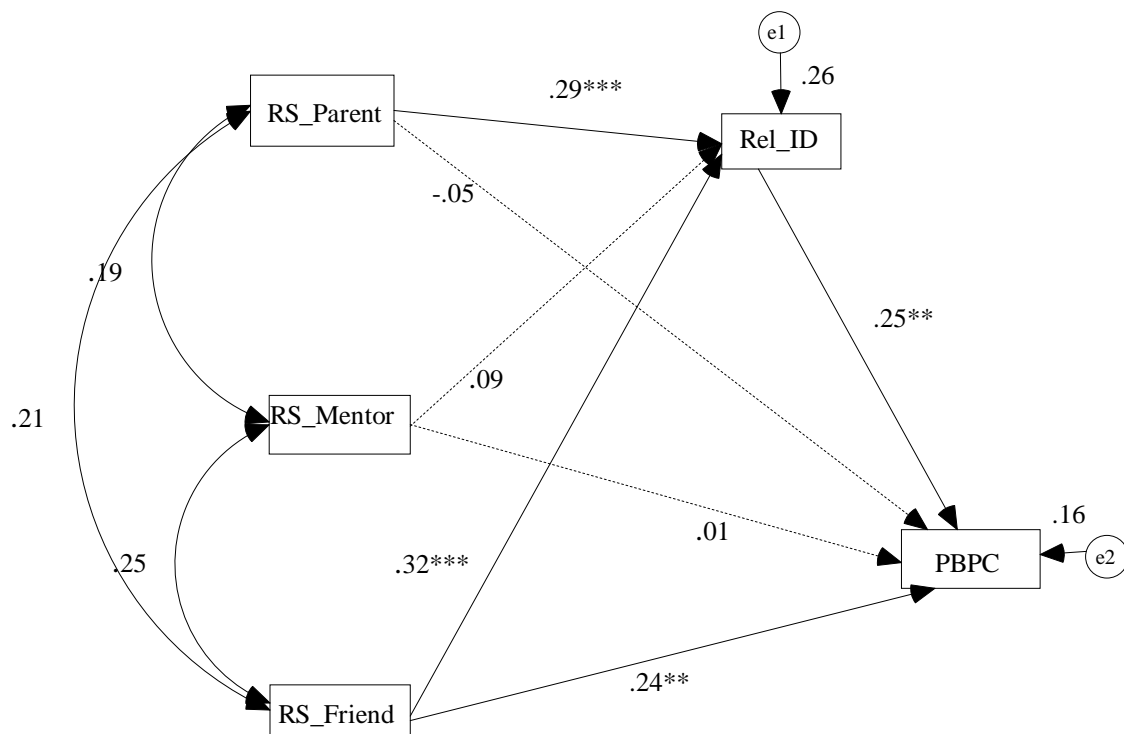 e1
.26
.29***
RS_Parent
Rel_ID
-.05
.19
.25**
.09
RS_Mentor
.21
.16
.01
.25
.32***
PBPC
e2
.24**
RS_Friend